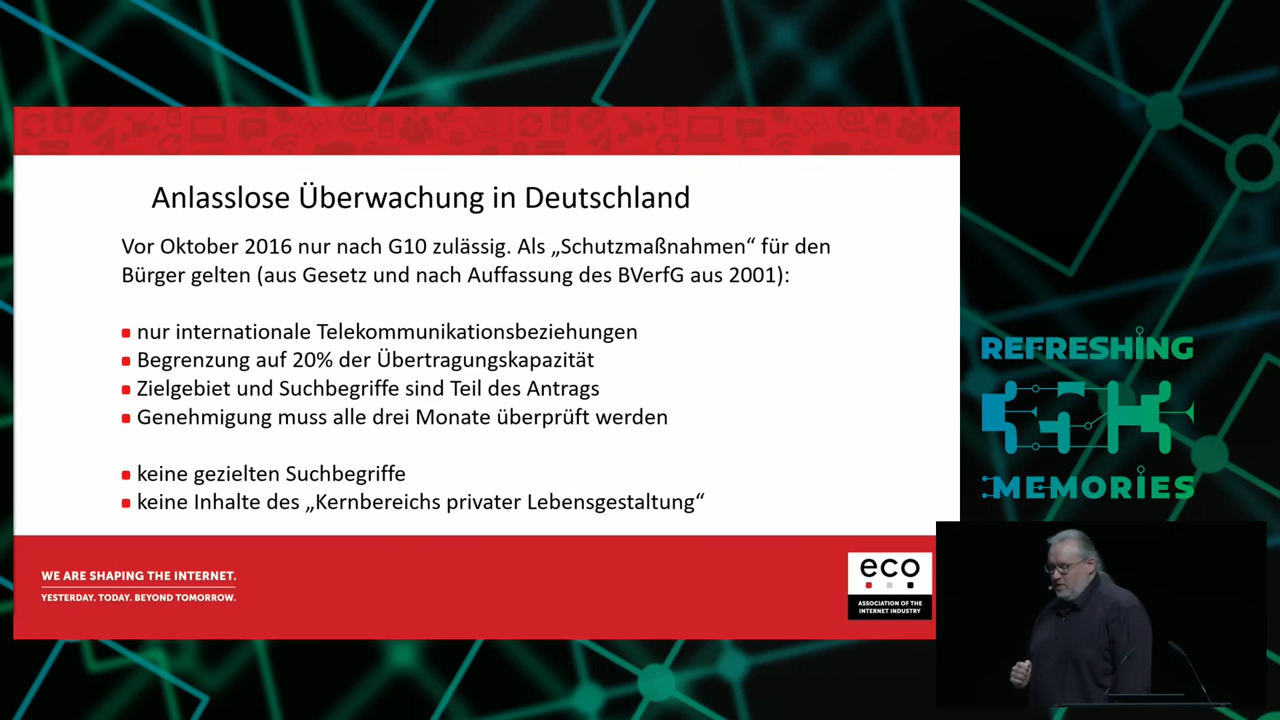 Anlasslose Überwachung in Deutschland
Vor Oktober 2016 nur nach G10 zulässig. Als „Schutzmaßnahmen“ für den
Bürger gelten (aus Gesetz und nach Auffassung des BVerfG aus 2001):
nur internationale Telekommunikationsbeziehungen
Begrenzung auf 20% der Übertragungskapazität
Zielgebiet und Suchbegriffe sind Teil des Antrags
Genehmigung muss alle drei Monate überprüft werden
keine gezielten Suchbegriffe
keine Inhalte des „Kernbereichs privater Lebensgestaltung“
WE ARE SHAPING THE INTERNET.
YESTERDAY. TODAY. BEYOND TOMORROW.
eco
ASSOCIATION OF THE
INTERNET INDUSTRY
REFRESHING
MEMORIES